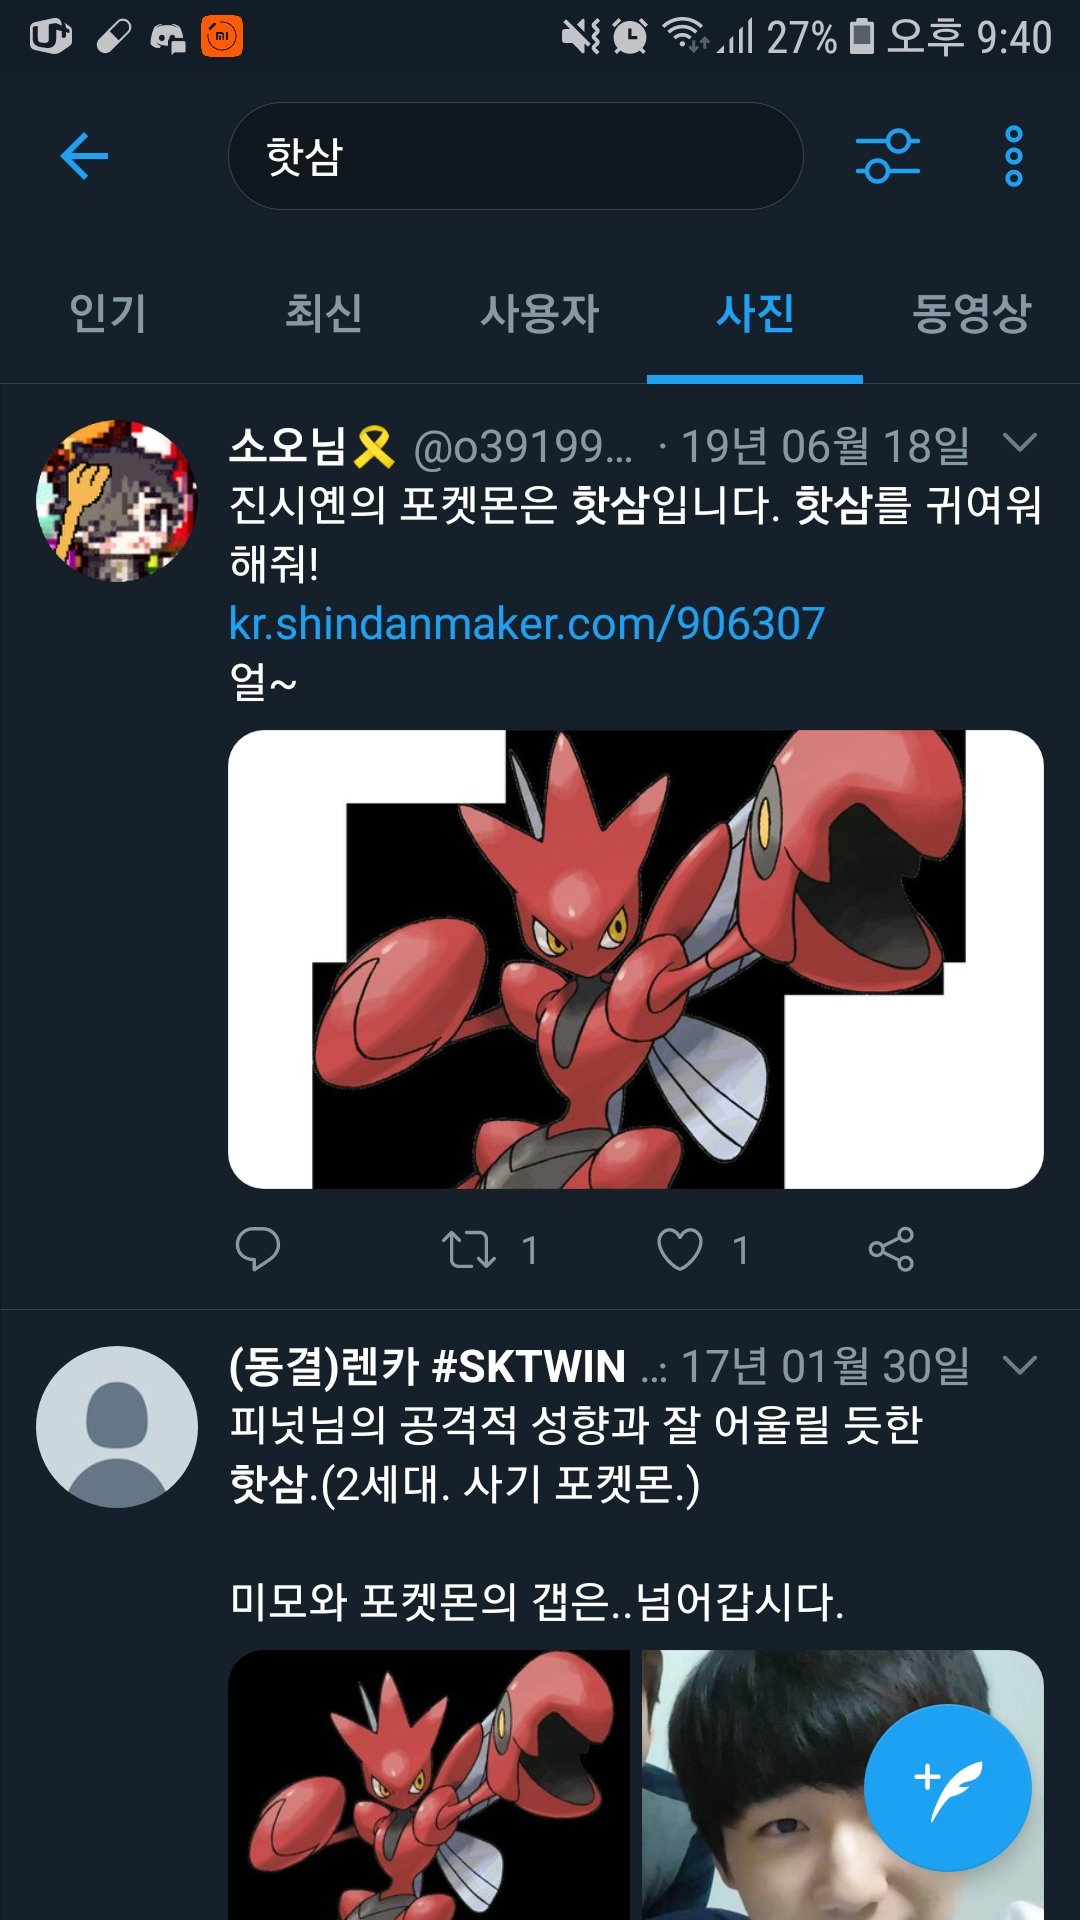 27% 오후 9:40
핫삼
인기 최신 사용자 사진 동영상
소오님🎗 @o39199... · 19년 06월 18일
진시옌의 포켓몬은 핫삼입니다. 핫삼를 귀여워
해줘!
kr.shindanmaker.com/906307
얼~
1 1
(동결)렌카 #SKTWIN ..: 17년 01월 30일
피넛님의 공격적 성향과 잘 어울릴 듯한
핫삼.(2세대. 사기 포켓몬.)
미모와 포켓몬의 갭은..넘어갑시다.